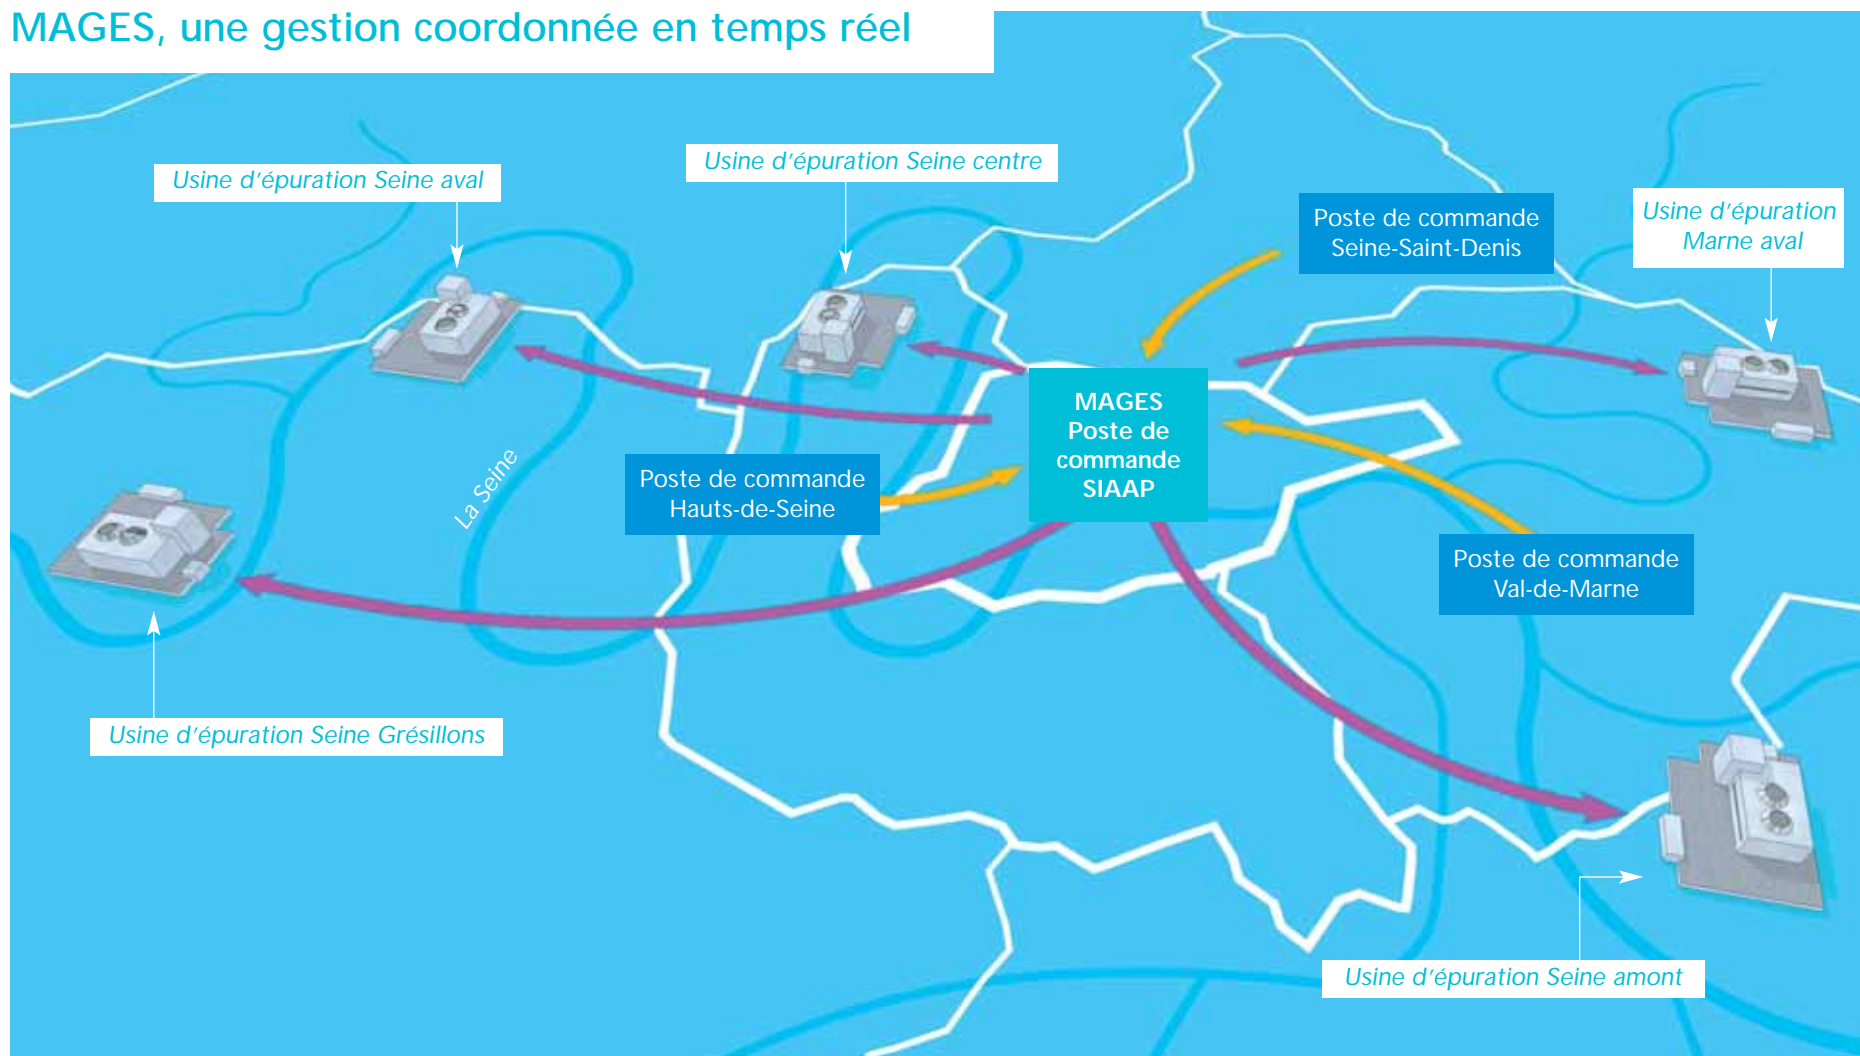 MAGES, une gestion coordonnée en temps réel
Usine d'épuration Seine aval
Usine d'épuration Seine centre
Poste de commande
Seine-Saint-Denis
Usine d'épuration
Marne aval
MAGES
Poste de
commande
SIAAP
La Seine
Poste de commande
Hauts-de-Seine
Poste de commande
Val-de-Marne
Usine d'épuration Seine Grésillons
Usine d'épuration Seine amont